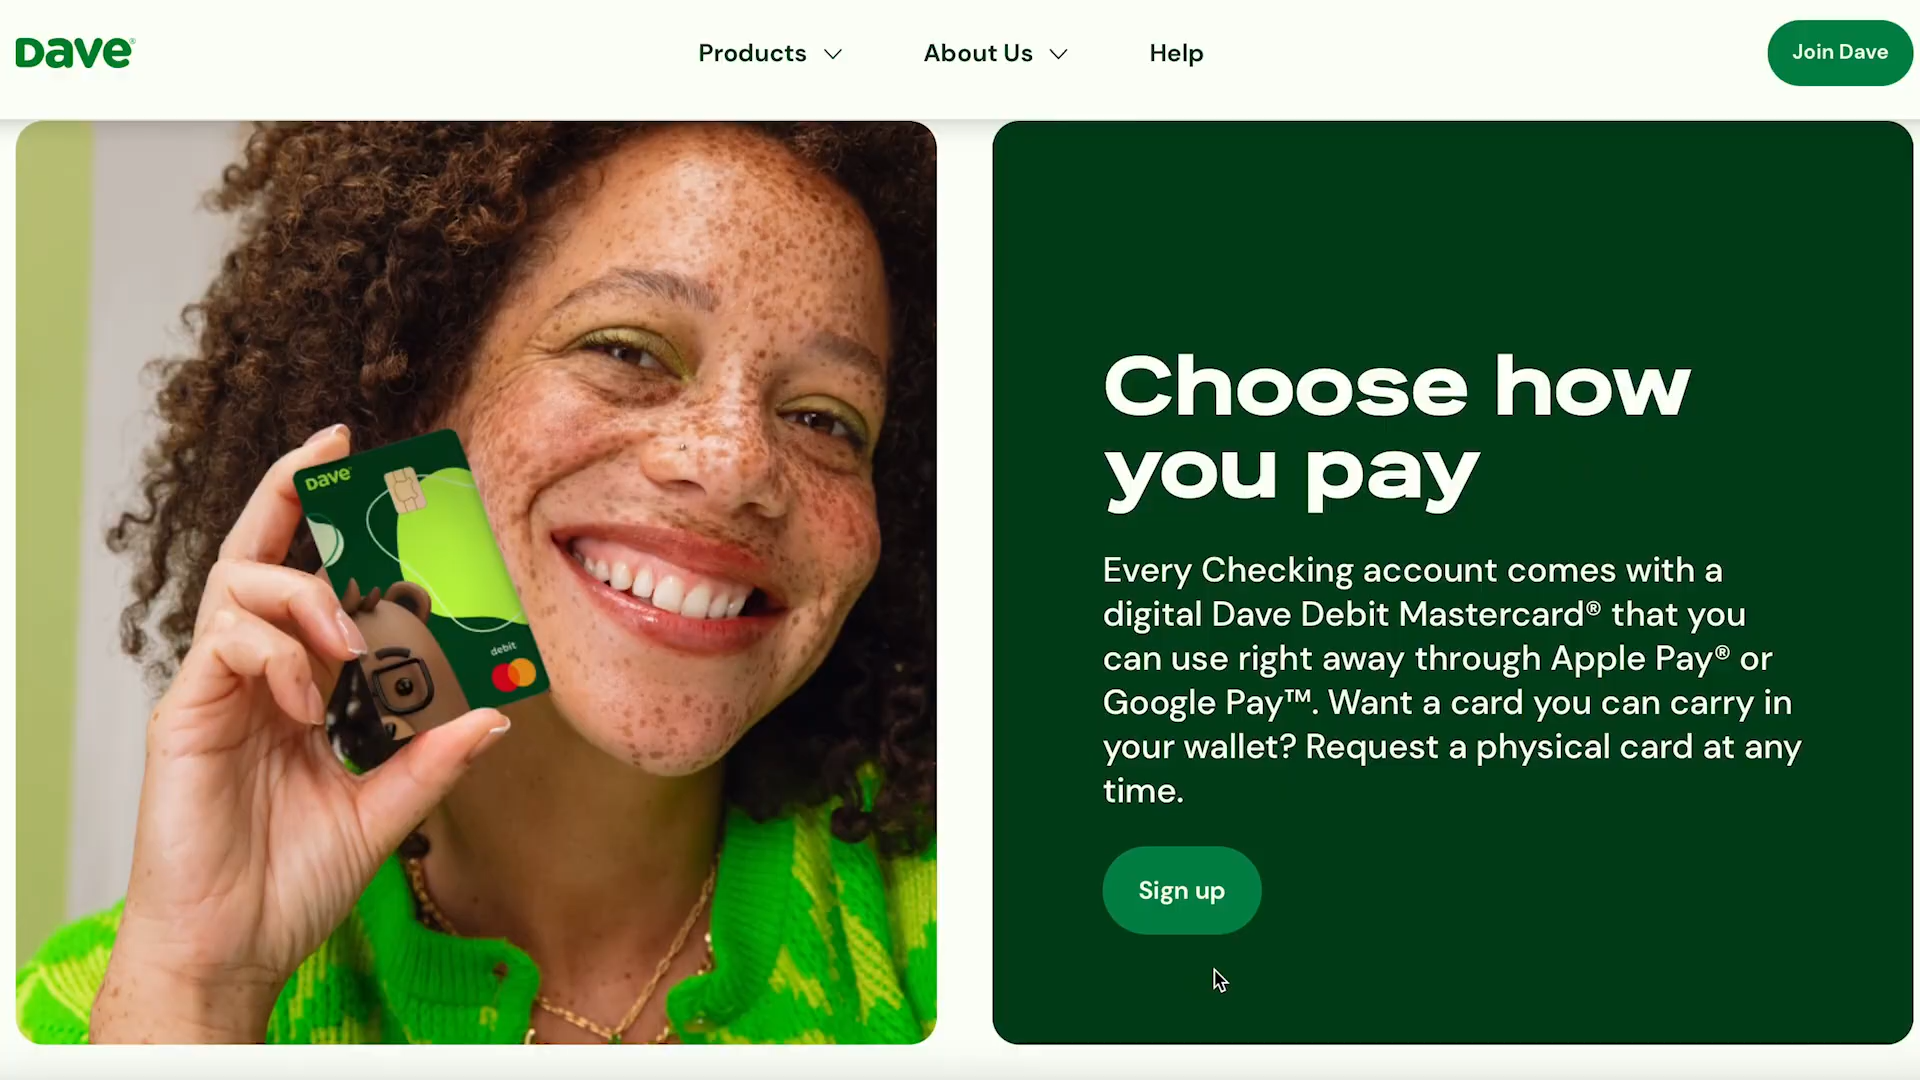 Dave®
Products
About Us
Help
Join Dave
Dave
debit
Choose how
you pay
Every Checking account comes with a
digital Dave Debit Mastercard® that you
can use right away through Apple Pay® or
Google Pay™. Want a card you can carry in
your wallet? Request a physical card at any
time.
Sign up